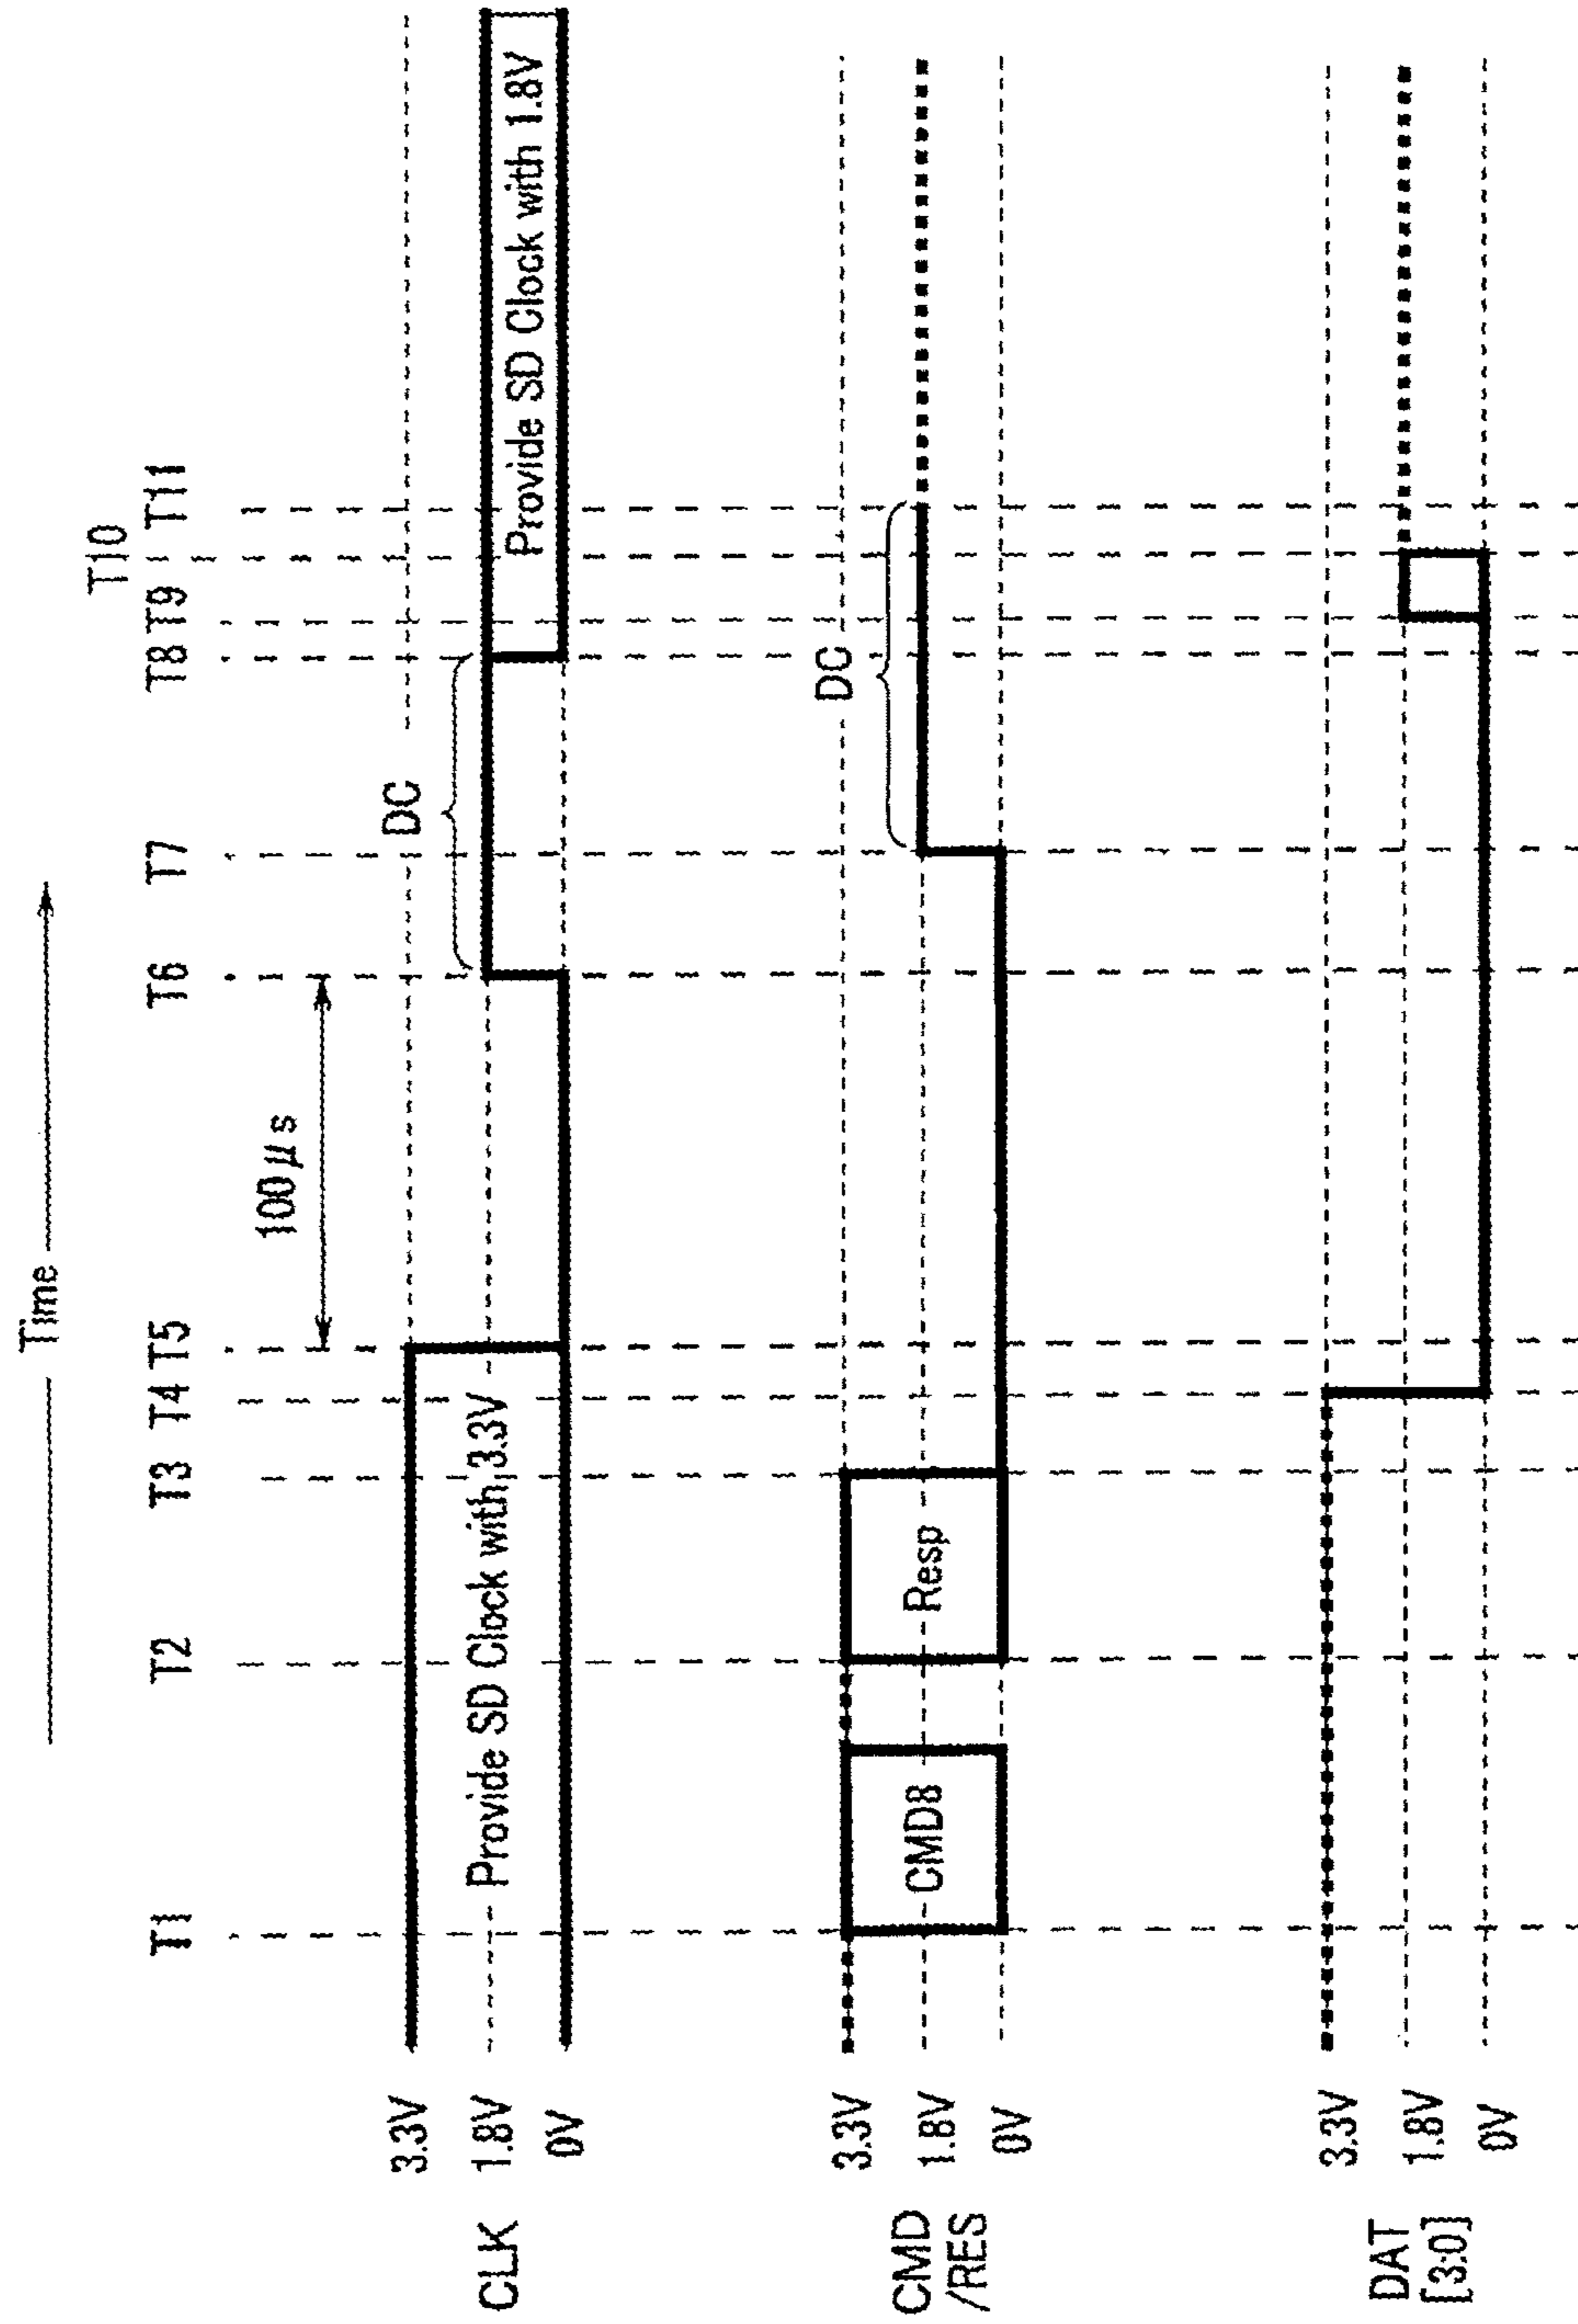 Time
T10
T1
T2
T3
T4
T5
T6
T7
T8
T9
T11
100μs
DC
3.3V
CLK
1.8V
Provide SD Clock with 3.3V
Provide SD Clock with 1.8V
0V
DC
3.3V
CMD
/RES
1.8V
CMD8
Resp
0V
3.3V
DAT
[3:0]
1.8V
0V